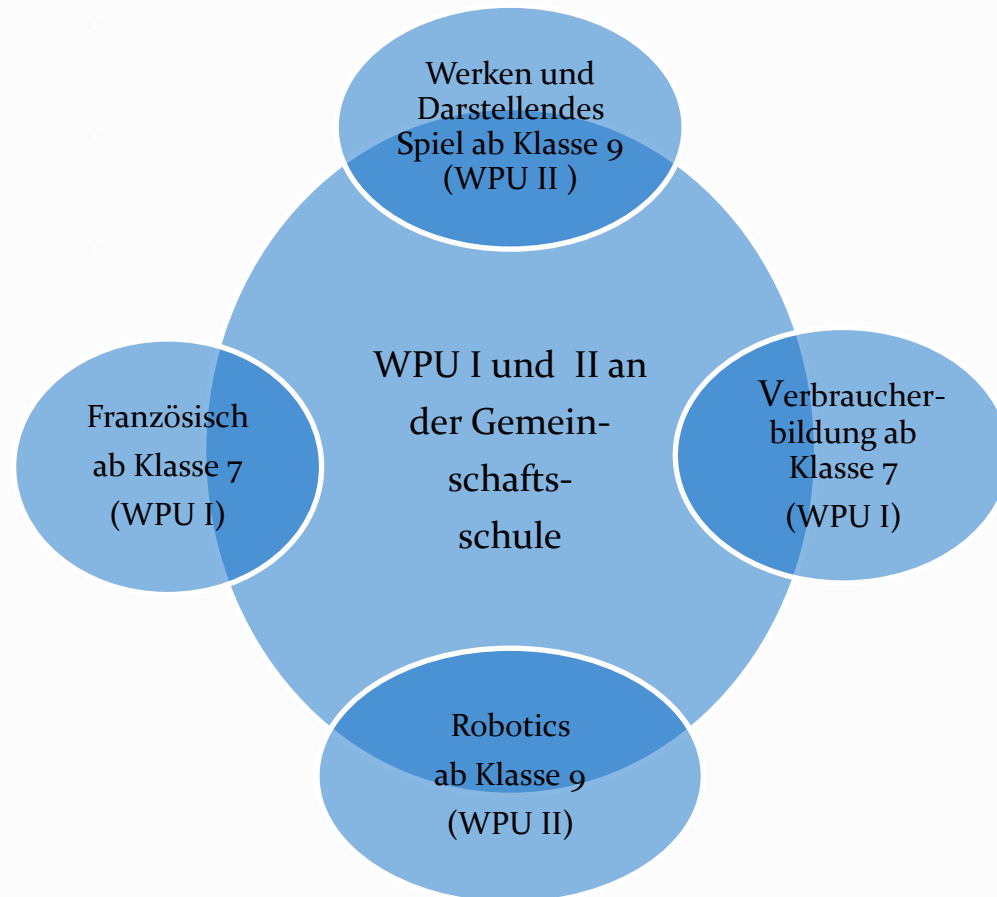 Werken und
Darstellendes
Spiel ab Klasse 9
(WPU II )
WPU I und  II an
der Gemein-
schafts-
schule
Französisch
ab Klasse 7
(WPU I)
Verbraucher-
bildung ab
Klasse 7
(WPU I)
Robotics
ab Klasse 9
(WPU II)